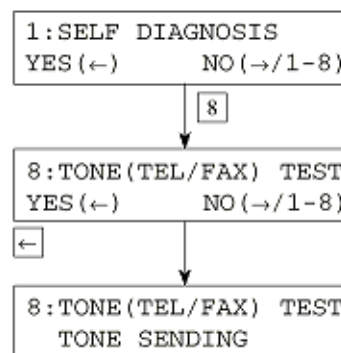 1:SELF DIAGNOSIS
YES(←) NO(→/1-8)
8
8:TONE(TEL/FAX) TEST
YES(←) NO(→/1-8)
←
8:TONE(TEL/FAX) TEST
TONE SENDING